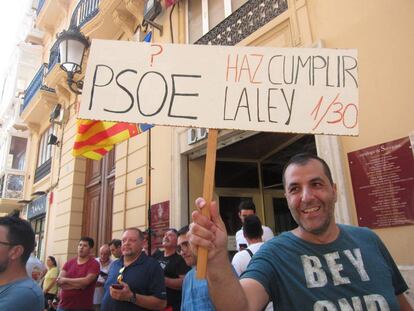 ?
PSOE
HAZ CUMPLIR
LA LEY 1/30
BEY
OND